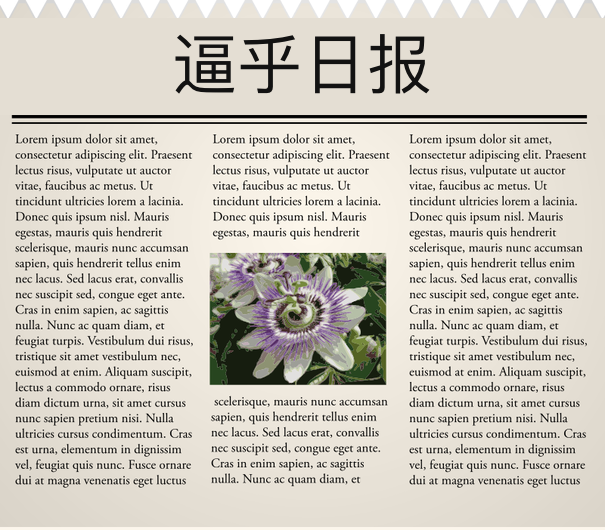 逼乎日报
Lorem ipsum dolor sit amet,
consectetur adipiscing elit. Praesent
lectus risus, vulputate ut auctor
vitae, faucibus ac metus. Ut
tincidunt ultricies lorem a lacinia.
Donec quis ipsum nisl. Mauris
egestas, mauris quis hendrerit
scelerisque, mauris nunc accumsan
sapien, quis hendrerit tellus enim
nec lacus. Sed lacus erat, convallis
nec suscipit sed, congue eget ante.
Cras in enim sapien, ac sagittis
nulla. Nunc ac quam diam, et
feugiat turpis. Vestibulum dui risus,
tristique sit amet vestibulum nec,
euismod at enim. Aliquam suscipit,
lectus a commodo ornare, risus
diam dictum urna, sit amet cursus
nunc sapien pretium nisi. Nulla
ultricies cursus condimentum. Cras
est urna, elementum in dignissim
vel, feugiat quis nunc. Fusce ornare
dui at magna venenatis eget luctus
Lorem ipsum dolor sit amet,
consectetur adipiscing elit. Praesent
lectus risus, vulputate ut auctor
vitae, faucibus ac metus. Ut
tincidunt ultricies lorem a lacinia.
Donec quis ipsum nisl. Mauris
egestas, mauris quis hendrerit
scelerisque, mauris nunc accumsan
sapien, quis hendrerit tellus enim
nec lacus. Sed lacus erat, convallis
nec suscipit sed, congue eget ante.
Cras in enim sapien, ac sagittis
nulla. Nunc ac quam diam, et
Lorem ipsum dolor sit amet,
consectetur adipiscing elit. Praesent
lectus risus, vulputate ut auctor
vitae, faucibus ac metus. Ut
tincidunt ultricies lorem a lacinia.
Donec quis ipsum nisl. Mauris
egestas, mauris quis hendrerit
scelerisque, mauris nunc accumsan
sapien, quis hendrerit tellus enim
nec lacus. Sed lacus erat, convallis
nec suscipit sed, congue eget ante.
Cras in enim sapien, ac sagittis
nulla. Nunc ac quam diam, et
feugiat turpis. Vestibulum dui risus,
tristique sit amet vestibulum nec,
euismod at enim. Aliquam suscipit,
lectus a commodo ornare, risus
diam dictum urna, sit amet cursus
nunc sapien pretium nisi. Nulla
ultricies cursus condimentum. Cras
est urna, elementum in dignissim
vel, feugiat quis nunc. Fusce ornare
dui at magna venenatis eget luctus